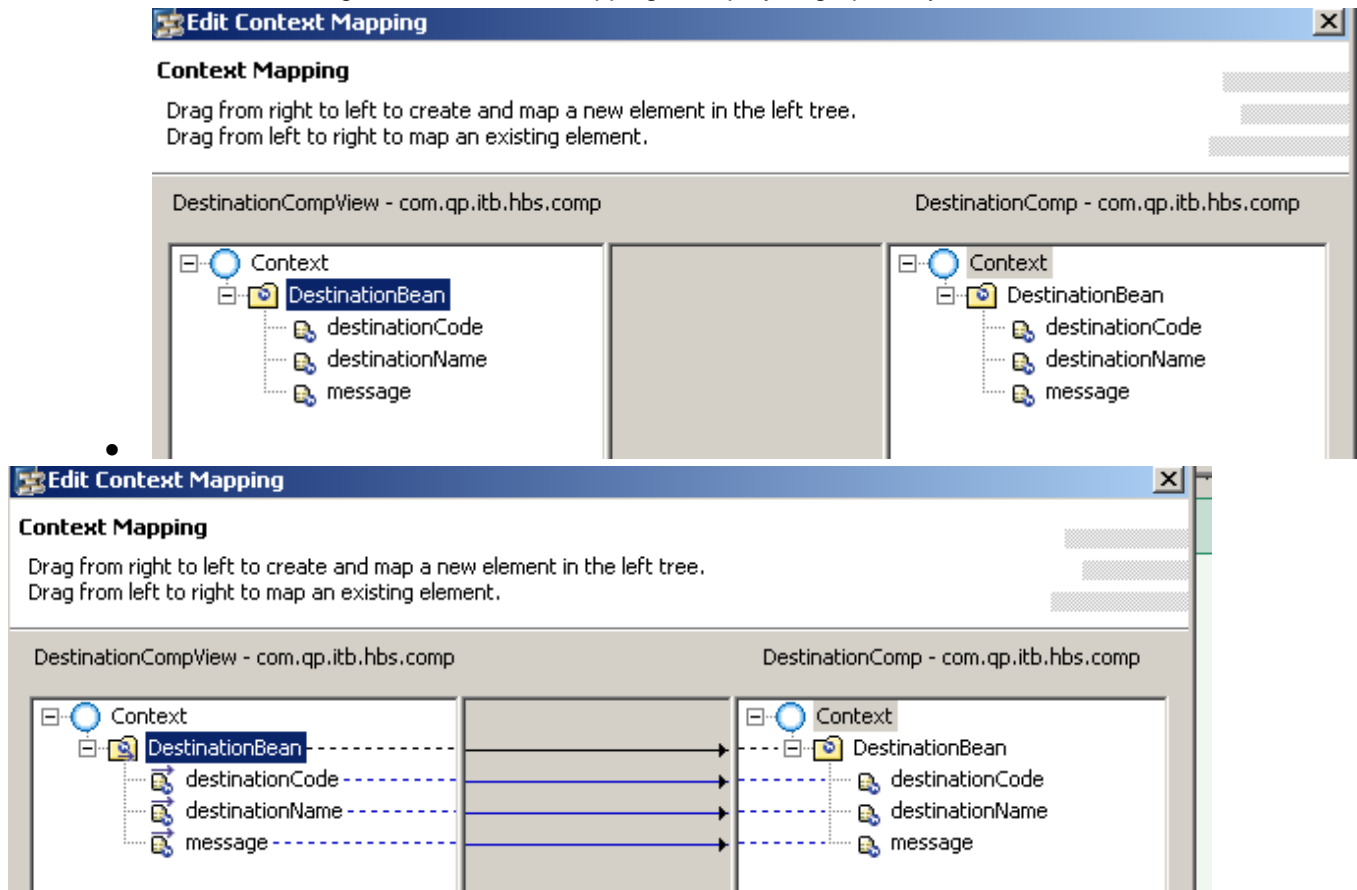 Edit Context Mapping
Context Mapping
Drag from right to left to create and map a new element in the left tree.
Drag from left to right to map an existing element.
DestinationCompView - com.qp.itb.hbs.comp
Context
DestinationBean
destinationCode
destinationName
message
DestinationComp - com.qp.itb.hbs.comp
Context
DestinationBean
destinationCode
destinationName
message
Edit Context Mapping
Context Mapping
Drag from right to left to create and map a new element in the left tree.
Drag from left to right to map an existing element.
DestinationCompView - com.qp.itb.hbs.comp
Context
DestinationBean
destinationCode
destinationName
message
DestinationComp - com.qp.itb.hbs.comp
Context
DestinationBean
destinationCode
destinationName
message